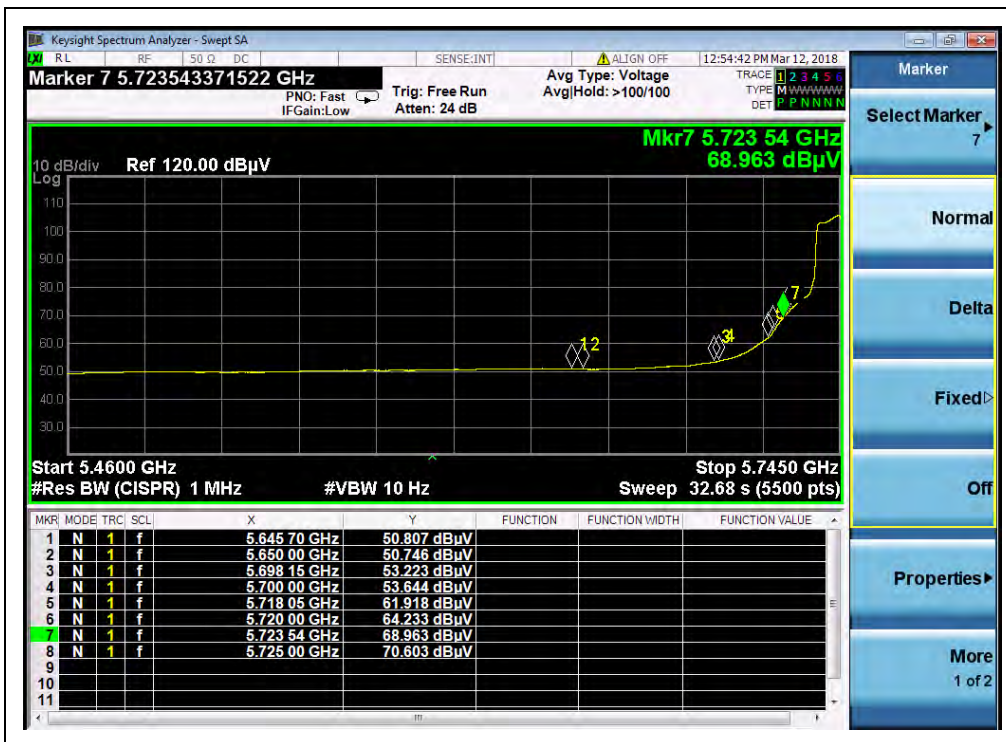 Keysight Spectrum Analyzer - Swept SA
LXI RL RF 50 Ω DC SENSE:INT ALIGN OFF 12:54:42 PM Mar 12, 2018
Marker 7 5.723543371522 GHz
PNO: Fast
IFGain:Low
Trig: Free Run
Atten: 24 dB
Avg Type: Voltage
Avg|Hold: >100/100
TRACE 1 2 3 4 5 6
TYPE M W W W W W
DET P P N N N N
Mkr7 5.723 54 GHz
68.963 dBµV
10 dB/div Ref 120.00 dBµV
Log
110
100
90.0
80.0
70.0
60.0
50.0
40.0
30.0
1 2
3 4
7
Start 5.4600 GHz Stop 5.7450 GHz
#Res BW (CISPR) 1 MHz #VBW 10 Hz Sweep 32.68 s (5500 pts)
MKR MODE TRC SCL X Y FUNCTION FUNCTION WIDTH FUNCTION VALUE
1 N 1 f 5.645 70 GHz 50.807 dBµV
2 N 1 f 5.650 00 GHz 50.746 dBµV
3 N 1 f 5.698 15 GHz 53.223 dBµV
4 N 1 f 5.700 00 GHz 53.644 dBµV
5 N 1 f 5.718 05 GHz 61.918 dBµV
6 N 1 f 5.720 00 GHz 64.233 dBµV
7 N 1 f 5.723 54 GHz 68.963 dBµV
8 N 1 f 5.725 00 GHz 70.603 dBµV
9
10
11
Marker
Select Marker
7
Normal
Delta
Fixed
Off
Properties
More
1 of 2